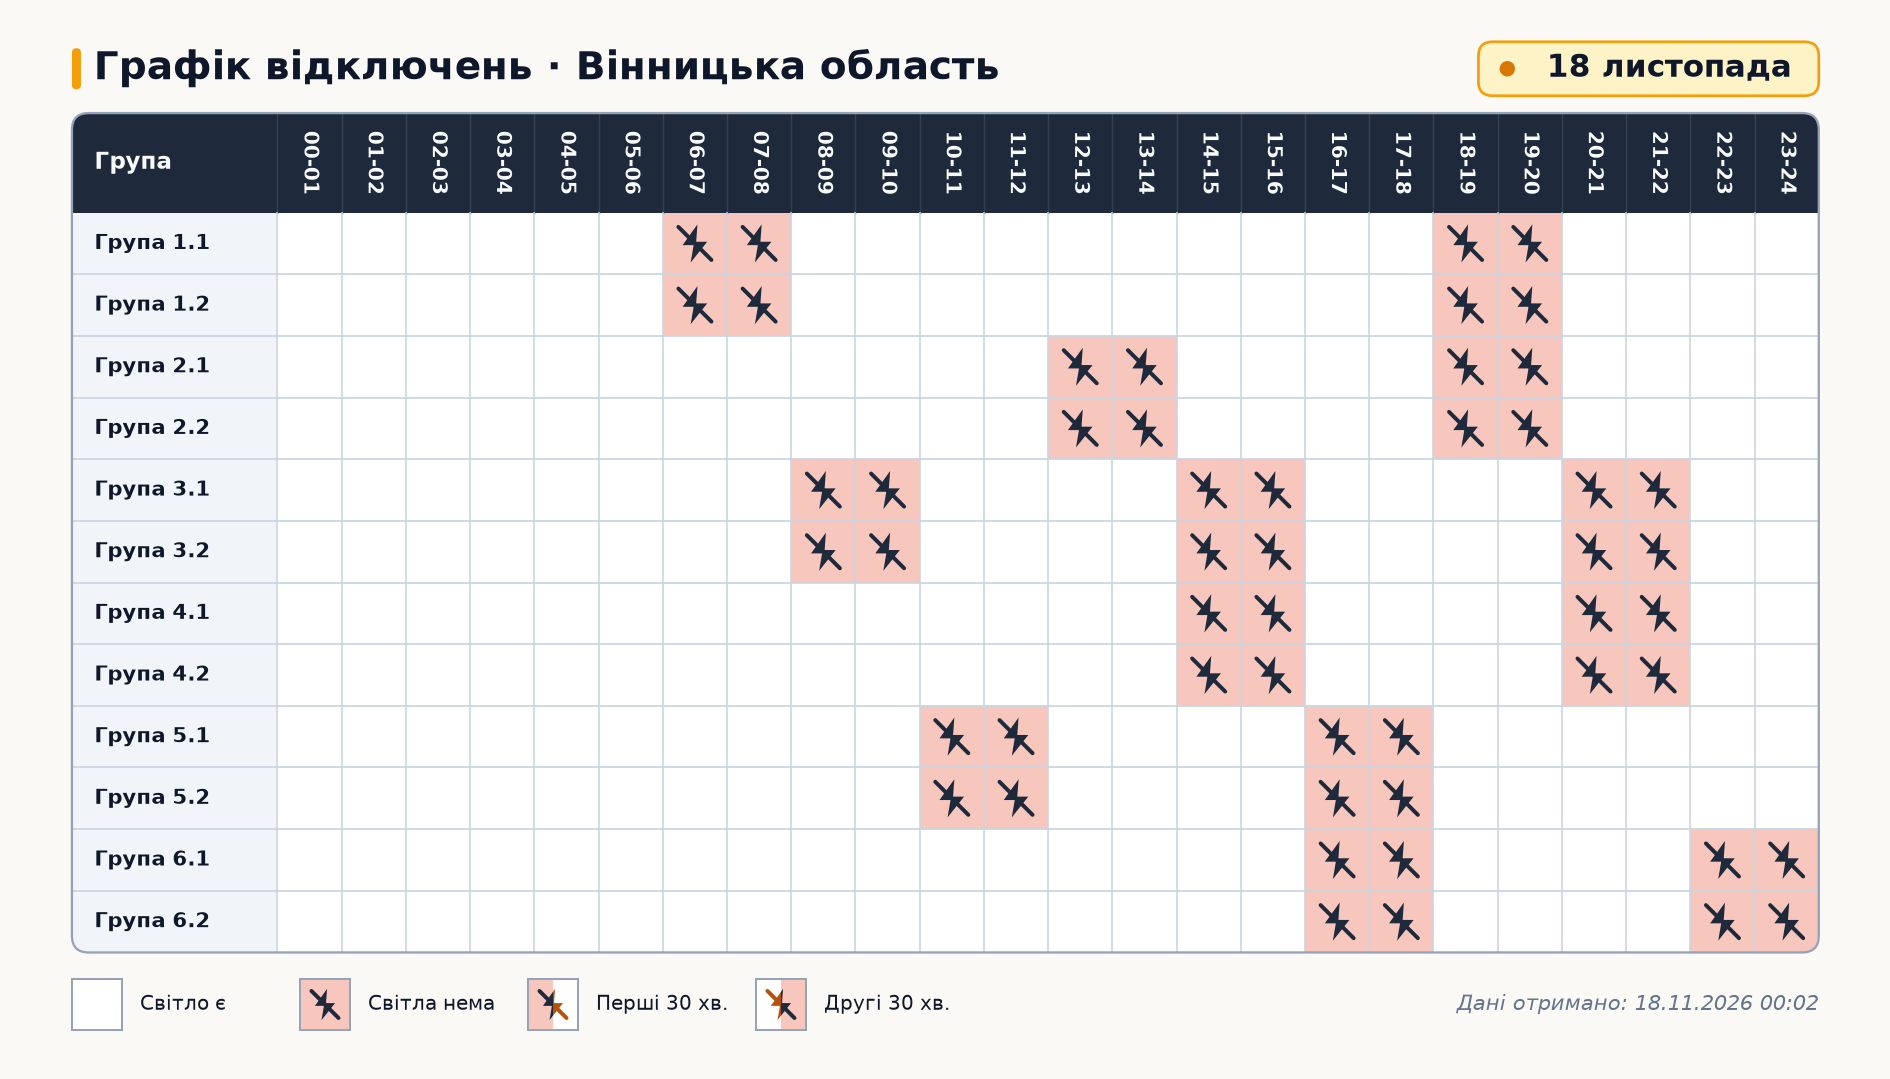 Графік відключень · Вінницька область
18 листопада
Група 00-01 01-02 02-03 03-04 04-05 05-06 06-07 07-08 08-09 09-10 10-11 11-12 12-13 13-14 14-15 15-16 16-17 17-18 18-19 19-20 20-21 21-22 22-23 23-24
Група 1.1
Група 1.2
Група 2.1
Група 2.2
Група 3.1
Група 3.2
Група 4.1
Група 4.2
Група 5.1
Група 5.2
Група 6.1
Група 6.2
Світло є Світла нема Перші 30 хв. Другі 30 хв.
Дані отримано: 18.11.2026 00:02